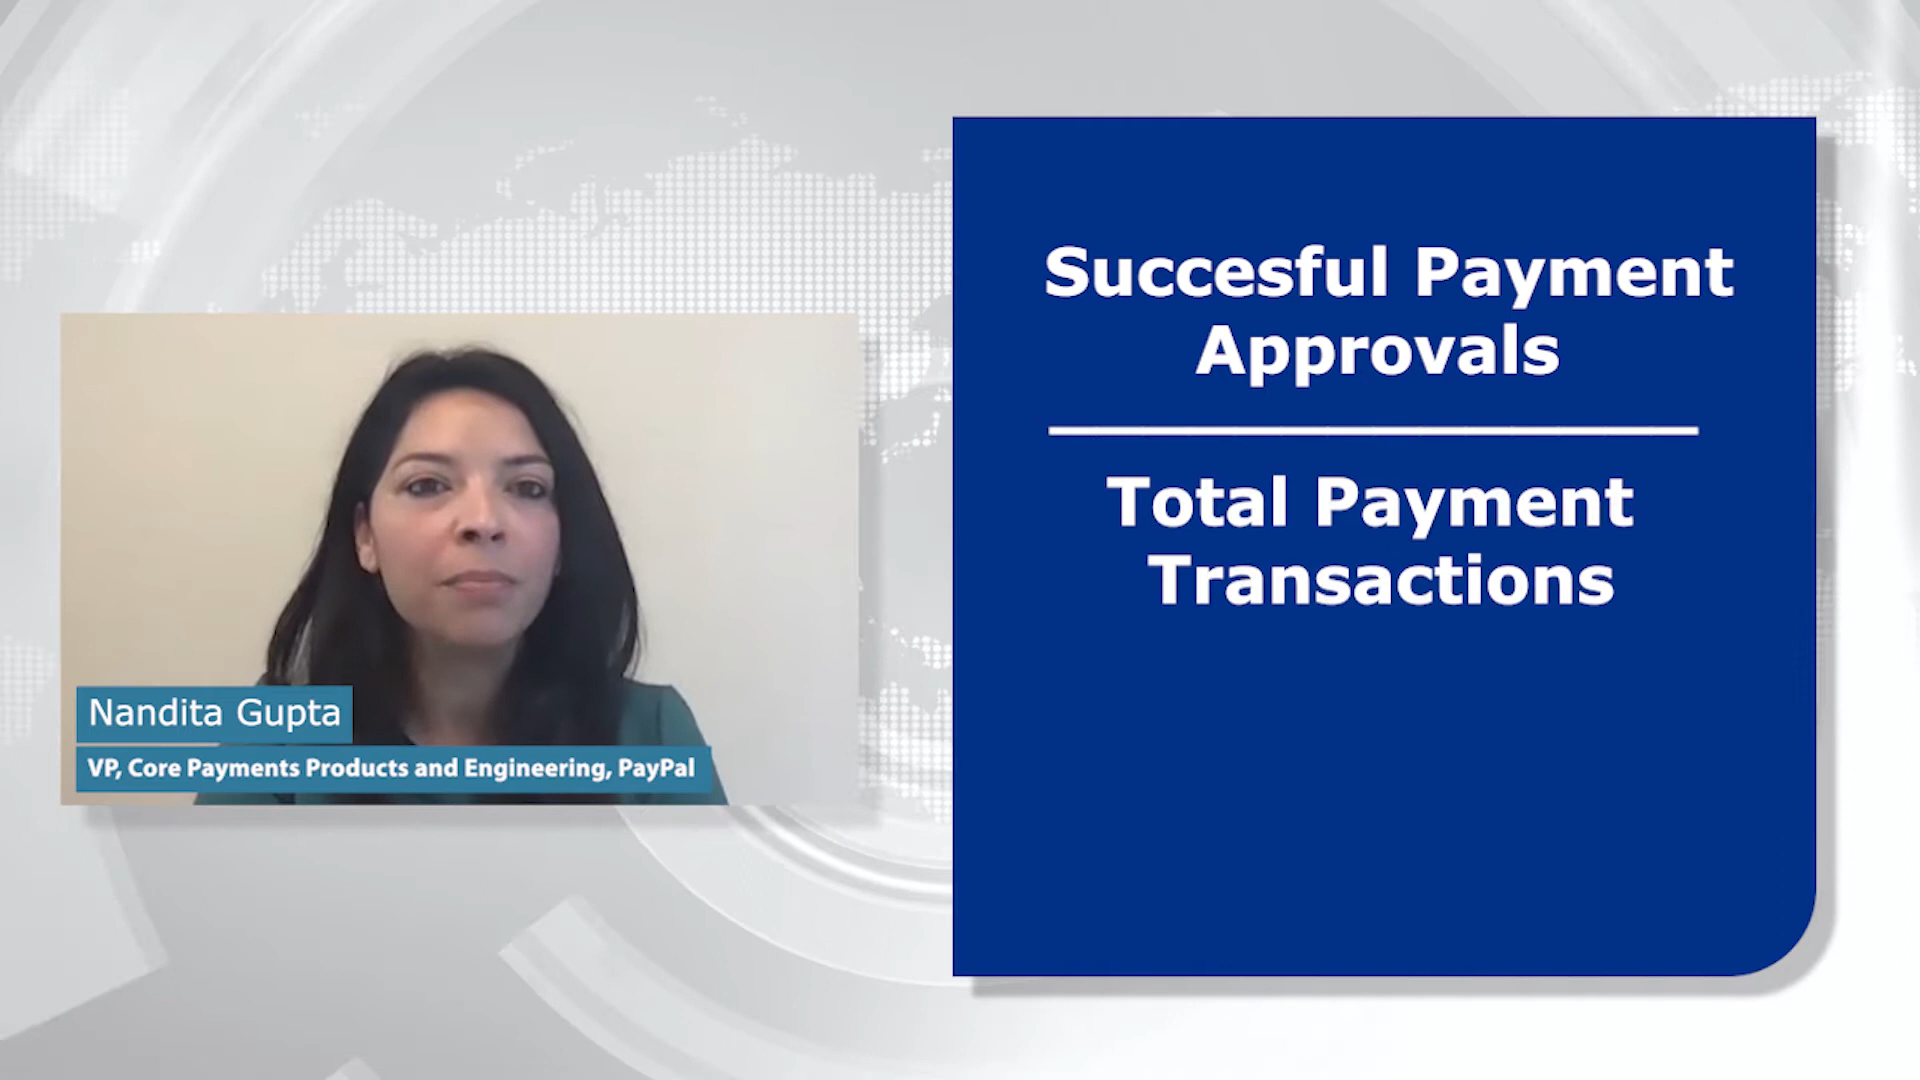 Nandita Gupta
VP, Core Payments Products and Engineering, PayPal
Succesful Payment
Approvals
Total Payment
Transactions